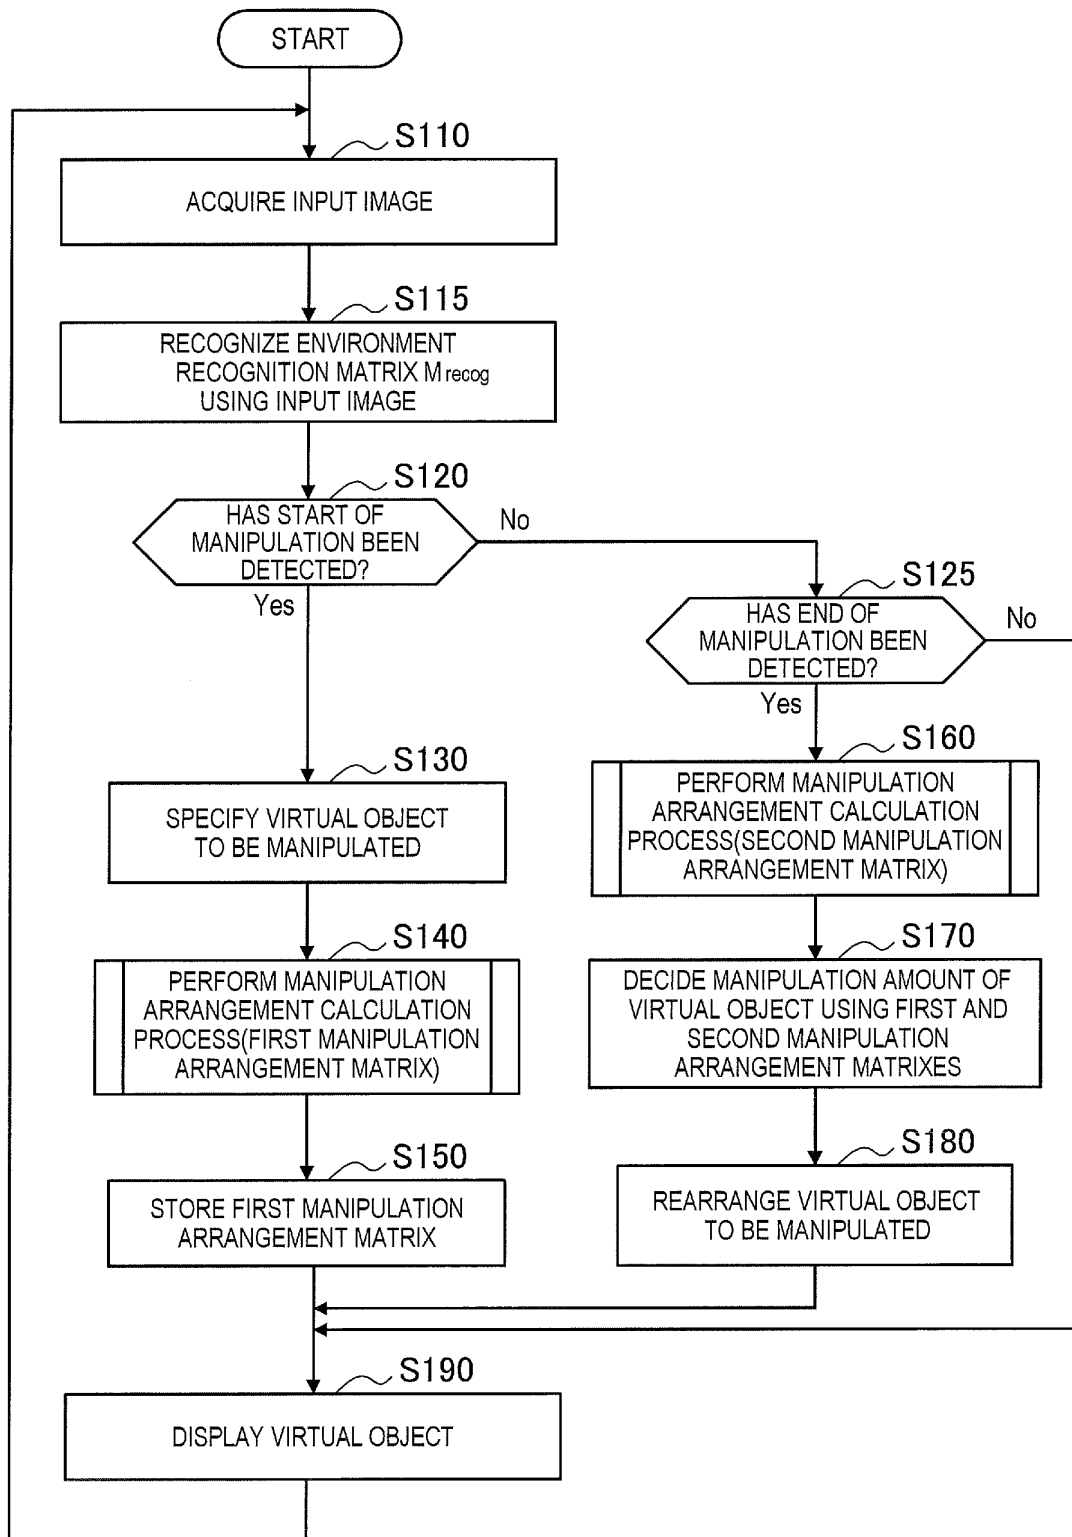 START
S110
ACQUIRE INPUT IMAGE
S115
RECOGNIZE ENVIRONMENT
RECOGNITION MATRIX Mrecog
USING INPUT IMAGE
S120
HAS START OF
MANIPULATION BEEN
DETECTED?
No
Yes
S125
HAS END OF
MANIPULATION BEEN
DETECTED?
No
Yes
S130
SPECIFY VIRTUAL OBJECT
TO BE MANIPULATED
S140
PERFORM MANIPULATION
ARRANGEMENT CALCULATION
PROCESS(FIRST MANIPULATION
ARRANGEMENT MATRIX)
S150
STORE FIRST MANIPULATION
ARRANGEMENT MATRIX
S160
PERFORM MANIPULATION
ARRANGEMENT CALCULATION
PROCESS(SECOND MANIPULATION
ARRANGEMENT MATRIX)
S170
DECIDE MANIPULATION AMOUNT OF
VIRTUAL OBJECT USING FIRST AND
SECOND MANIPULATION
ARRANGEMENT MATRIXES
S180
REARRANGE VIRTUAL OBJECT
TO BE MANIPULATED
S190
DISPLAY VIRTUAL OBJECT